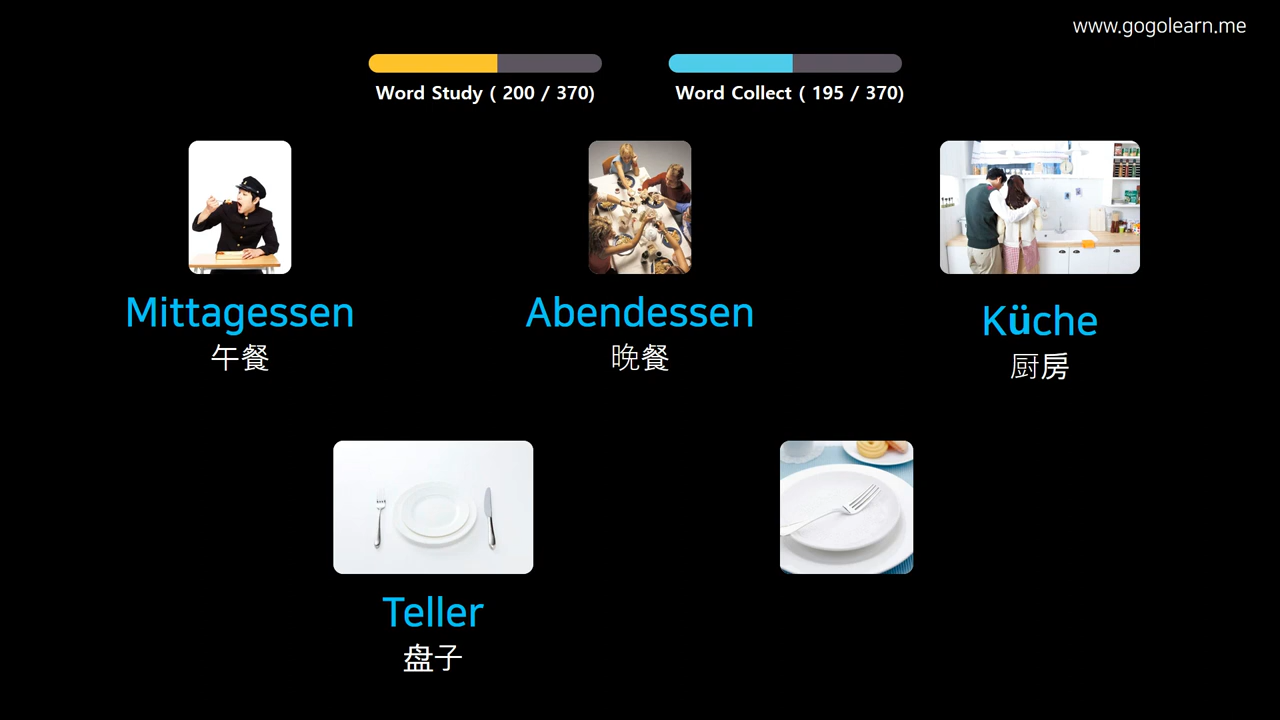 www.gogolearn.me
Word Study ( 200 / 370)
Word Collect ( 195 / 370)
Mittagessen
午餐
Abendessen
晚餐
Küche
厨房
Teller
盘子